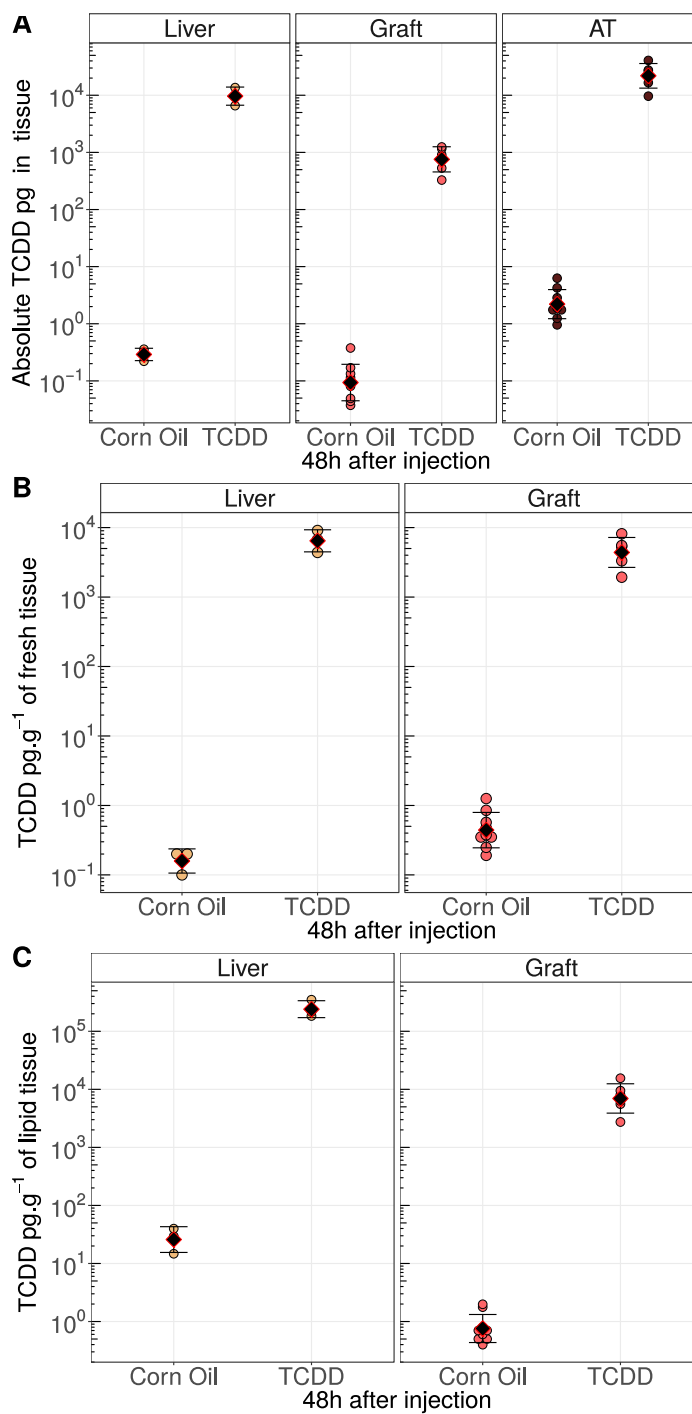 A
Liver Graft AT
Absolute TCDD pg in tissue
10^4
10^3
10^2
10^1
10^0
10^−1
Corn Oil TCDD Corn Oil TCDD Corn Oil TCDD
48h after injection
B
Liver Graft
TCDD pg.g^−1 of fresh tissue
10^4
10^3
10^2
10^1
10^0
10^−1
Corn Oil TCDD Corn Oil TCDD
48h after injection
C
Liver Graft
TCDD pg.g^−1 of lipid tissue
10^5
10^4
10^3
10^2
10^1
10^0
Corn Oil TCDD Corn Oil TCDD
48h after injection